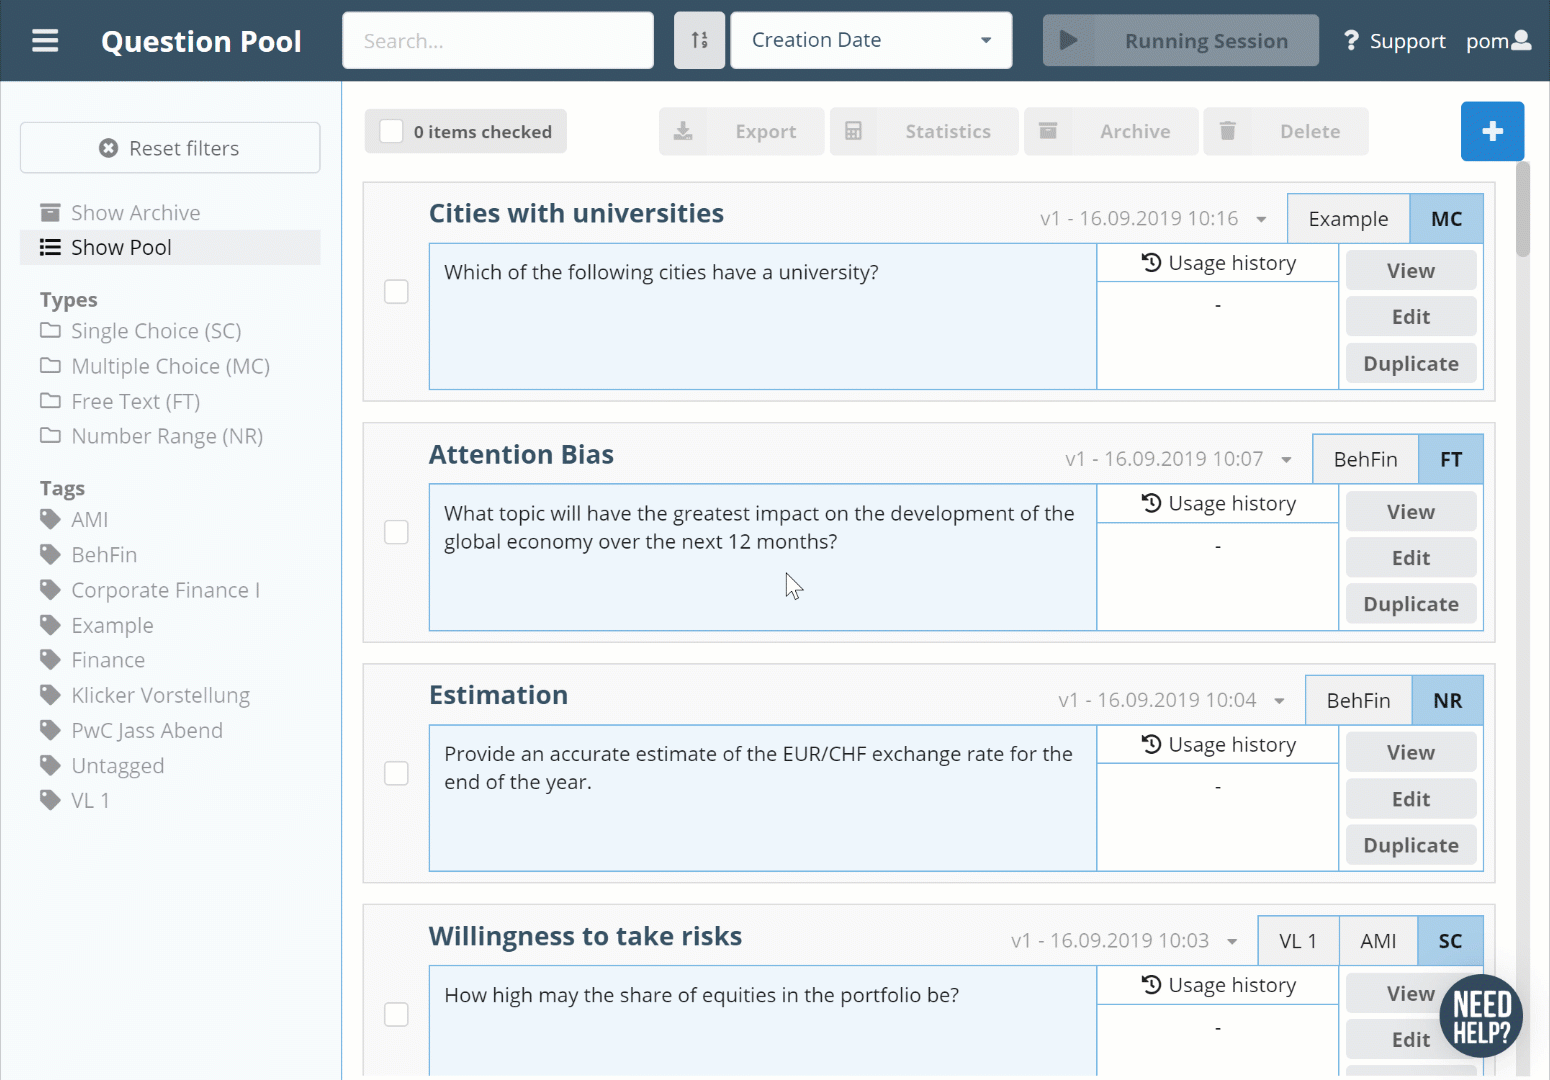 Question Pool
Search...
Creation Date
Running Session
? Support
pom
0 items checked
Export
Statistics
Archive
Delete
Reset filters
Show Archive
Show Pool
Types
Single Choice (SC)
Multiple Choice (MC)
Free Text (FT)
Number Range (NR)
Tags
AMI
BehFin
Corporate Finance I
Example
Finance
Klicker Vorstellung
PwC Jass Abend
Untagged
VL 1
Cities with universities
v1 - 16.09.2019 10:16
Example
MC
Which of the following cities have a university?
Usage history
-
View
Edit
Duplicate
Attention Bias
v1 - 16.09.2019 10:07
BehFin
FT
What topic will have the greatest impact on the development of the
global economy over the next 12 months?
Usage history
-
View
Edit
Duplicate
Estimation
v1 - 16.09.2019 10:04
BehFin
NR
Provide an accurate estimate of the EUR/CHF exchange rate for the
end of the year.
Usage history
-
View
Edit
Duplicate
Willingness to take risks
v1 - 16.09.2019 10:03
VL 1
AMI
SC
How high may the share of equities in the portfolio be?
Usage history
-
View
Edit
NEED
HELP?